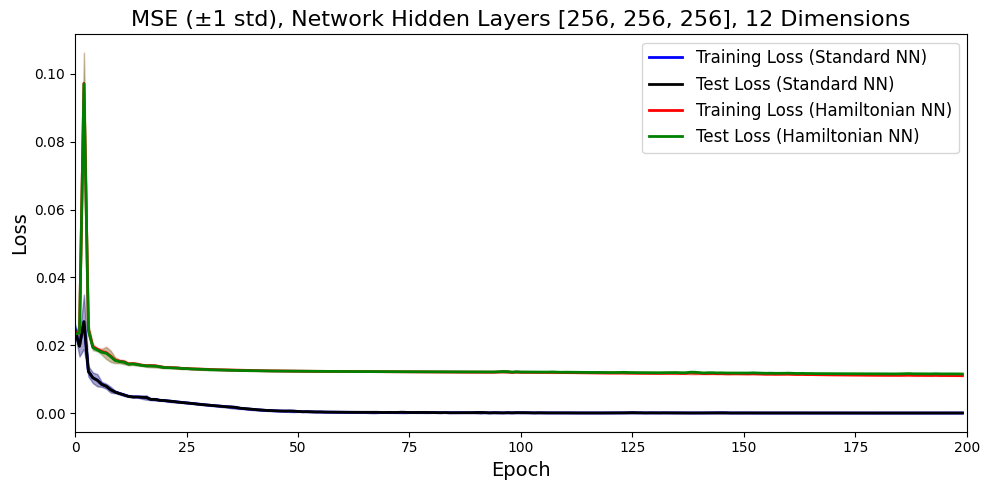 MSE (±1 std), Network Hidden Layers [256, 256, 256], 12 Dimensions
Training Loss (Standard NN)
Test Loss (Standard NN)
Training Loss (Hamiltonian NN)
Test Loss (Hamiltonian NN)
Loss
0.10
0.08
0.06
0.04
0.02
0.00
0 25 50 75 100 125 150 175 200
Epoch